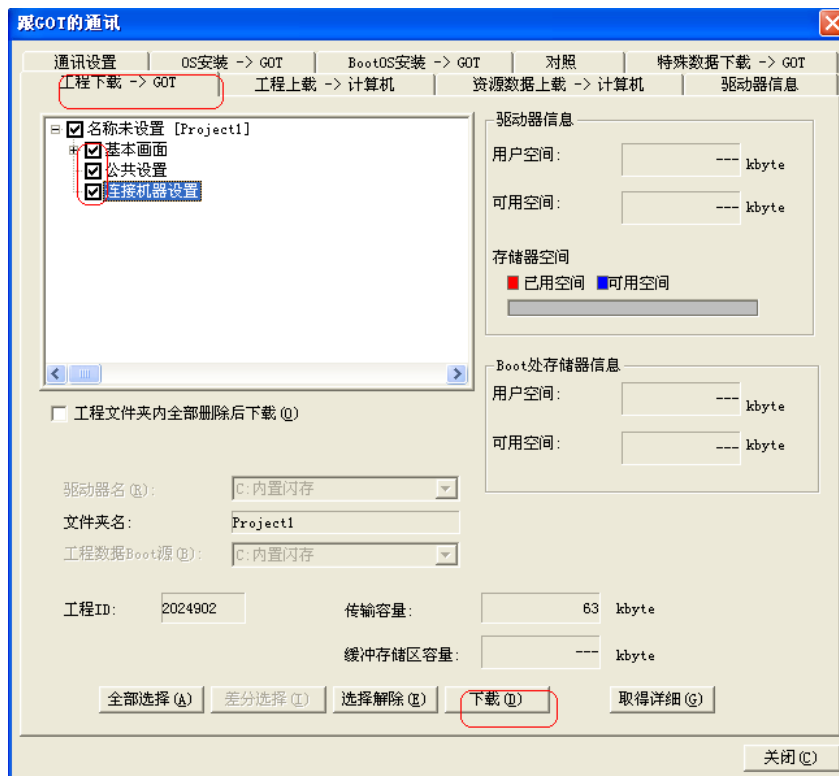 跟GOT的通讯
通讯设置 OS安装 -> GOT BootOS安装 -> GOT 对照 特殊数据下载 -> GOT
工程下载 -> GOT 工程上载 -> 计算机 资源数据上载 -> 计算机 驱动器信息
名称未设置 [Project1]
基本画面
公共设置
连接机器设置
驱动器信息
用户空间: --- kbyte
可用空间: --- kbyte
存储器空间
已用空间 可用空间
Boot处存储器信息
用户空间: --- kbyte
可用空间: --- kbyte
工程文件夹内全部删除后下载(O)
驱动器名(R): C:内置闪存
文件夹名: Project1
工程数据Boot源(B): C:内置闪存
工程ID: 2024902 传输容量: 63 kbyte
缓冲存储区容量: --- kbyte
全部选择(A) 差分选择(I) 选择解除(E) 下载(D) 取得详细(G)
关闭(C)